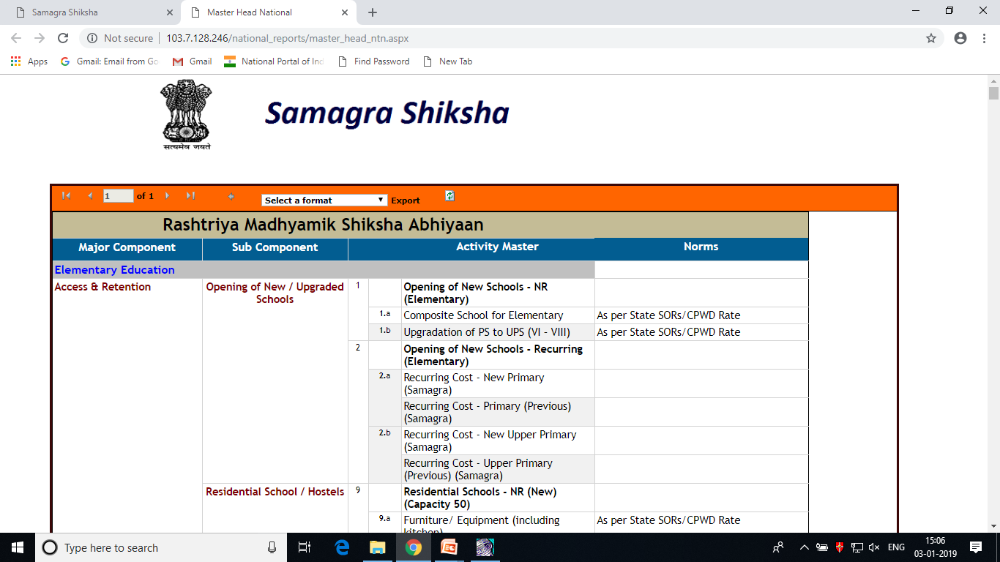 Samagra Shiksha
Master Head National
Not secure
103.7.128.246/national_reports/master_head_ntn.aspx
Apps
Gmail: Email from Go
Gmail
National Portal of Ind
Find Password
New Tab
सत्यमेव जयते
Samagra Shiksha
1 of 1
Select a format
Export
Rashtriya Madhyamik Shiksha Abhiyaan
Major Component Sub Component Activity Master Norms
Elementary Education
Access & Retention
Opening of New / Upgraded
Schools
1 Opening of New Schools - NR
(Elementary)
1.a Composite School for Elementary As per State SORs/CPWD Rate
1.b Upgradation of PS to UPS (VI - VIII) As per State SORs/CPWD Rate
2 Opening of New Schools - Recurring
(Elementary)
2.a Recurring Cost - New Primary
(Samagra)
Recurring Cost - Primary (Previous)
(Samagra)
2.b Recurring Cost - New Upper Primary
(Samagra)
Recurring Cost - Upper Primary
(Previous) (Samagra)
Residential School / Hostels 9 Residential Schools - NR (New)
(Capacity 50)
9.a Furniture/ Equipment (including As per State SORs/CPWD Rate
kitchen)
Type here to search
ENG
15:06
03-01-2019